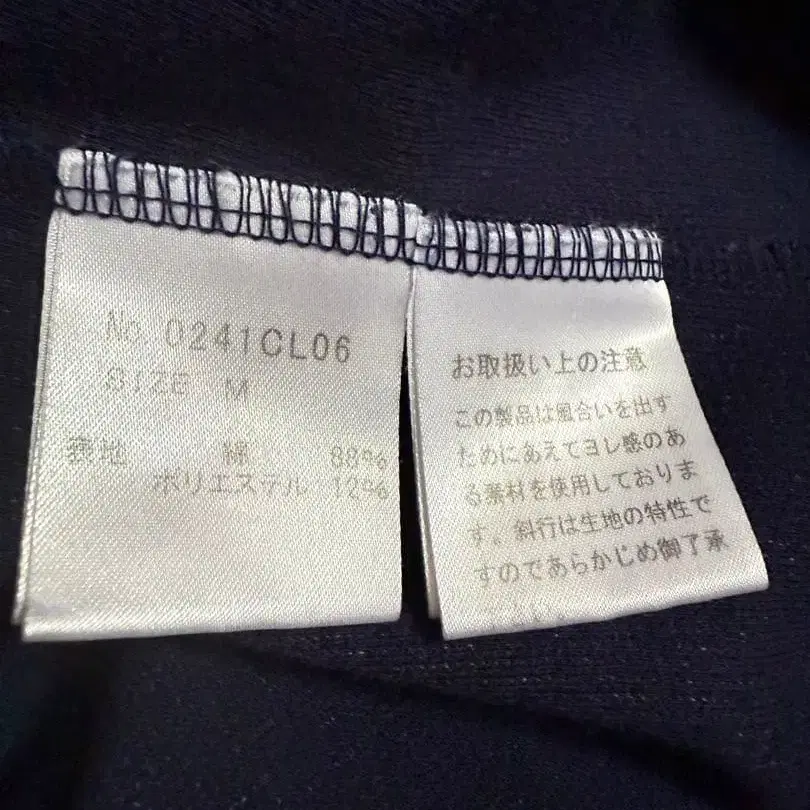 No 0241CL06
SIZE M
表地 綿 88%
ポリエステル 12%
お取扱い上の注意
この製品は風合いを出す
ためにあえてヨレ感のあ
る素材を使用しておりま
す。斜行は生地の特性で
すのであらかじめ御了承